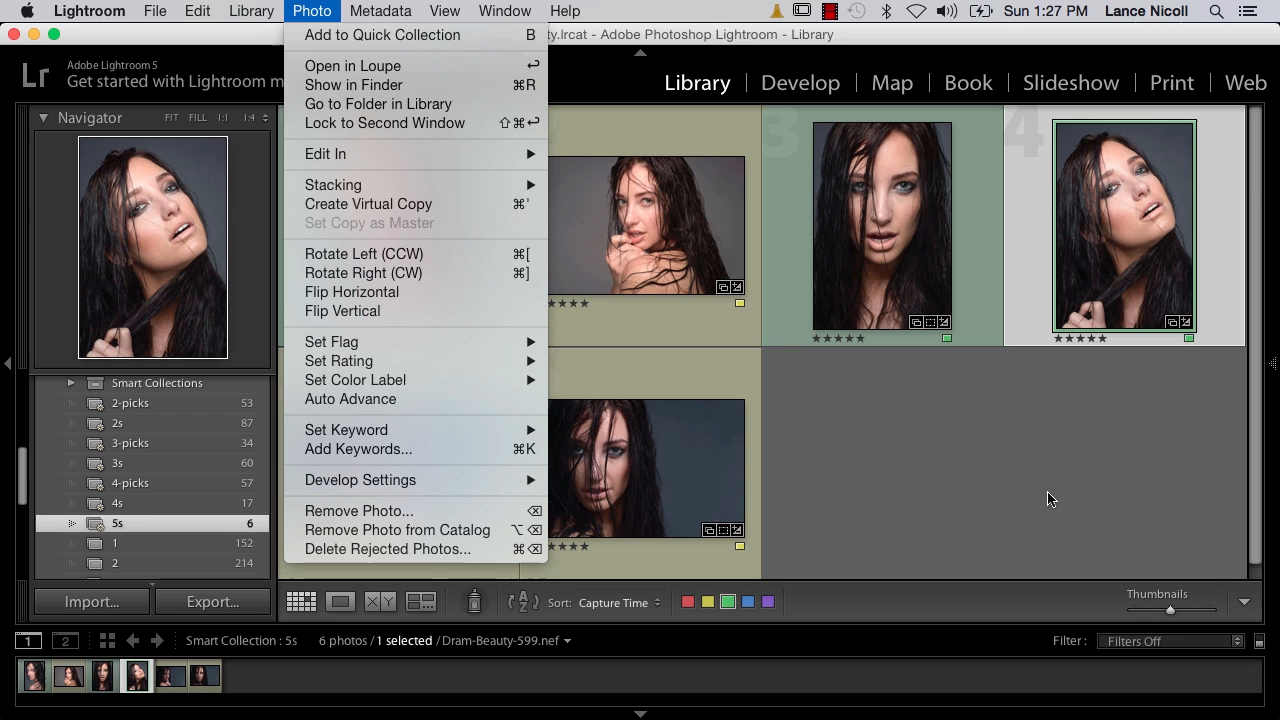 Lightroom File Edit Library Photo Metadata View Window Help Sun 1:27 PM Lance Nicoll
ty.lrcat - Adobe Photoshop Lightroom - Library
Lr
Adobe Lightroom 5
Get started with Lightroom m
Library | Develop | Map | Book | Slideshow | Print | Web
Navigator FIT FILL 1:1 1:4
Add to Quick Collection B
Open in Loupe ↩
Show in Finder ⌘R
Go to Folder in Library
Lock to Second Window ⇧⌘↩
Edit In ▶
Stacking ▶
Create Virtual Copy ⌘'
Set Copy as Master
Rotate Left (CCW) ⌘[
Rotate Right (CW) ⌘]
Flip Horizontal
Flip Vertical
Set Flag ▶
Set Rating ▶
Set Color Label ▶
Auto Advance
Set Keyword ▶
Add Keywords... ⌘K
Develop Settings ▶
Remove Photo... ⌫
Remove Photo from Catalog ⌥⌫
Delete Rejected Photos... ⌘⌫
3
4
Smart Collections
2-picks 53
2s 87
3-picks 34
3s 60
4-picks 57
4s 17
5s 6
1 152
2 214
Import... Export...
XY
Sort: Capture Time
Thumbnails
1 2
Smart Collection : 5s 6 photos / 1 selected / Dram-Beauty-599.nef
Filter : Filters Off